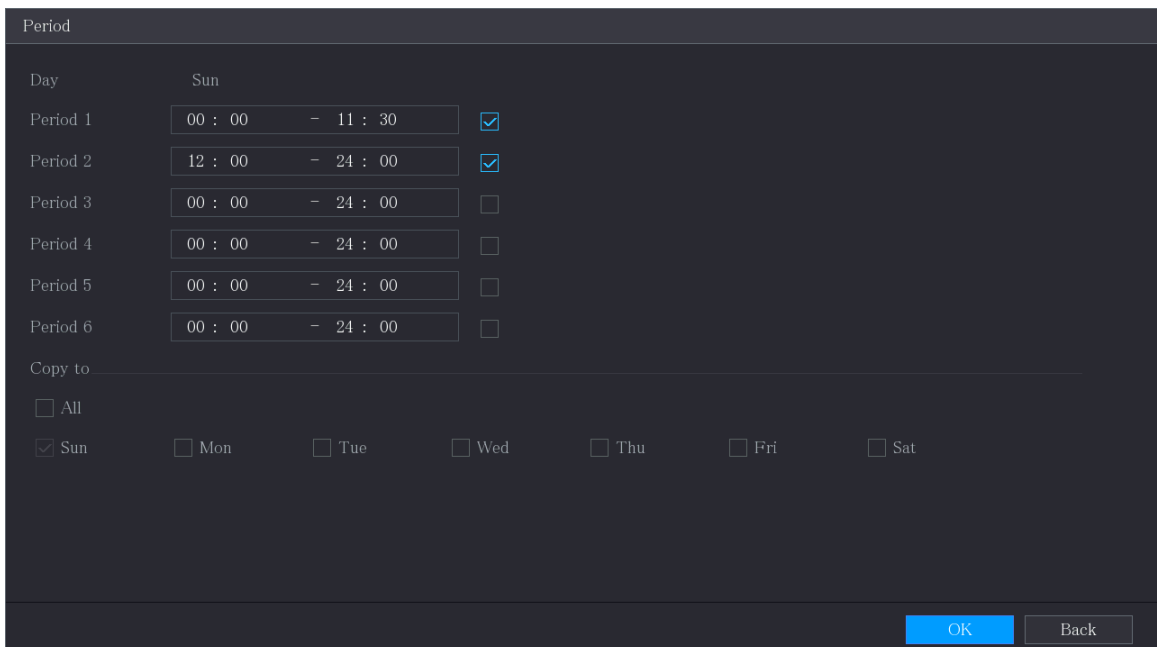 Period
Day Sun
Period 1 00 : 00 - 11 : 30
Period 2 12 : 00 - 24 : 00
Period 3 00 : 00 - 24 : 00
Period 4 00 : 00 - 24 : 00
Period 5 00 : 00 - 24 : 00
Period 6 00 : 00 - 24 : 00
Copy to
All
Sun Mon Tue Wed Thu Fri Sat
OK Back